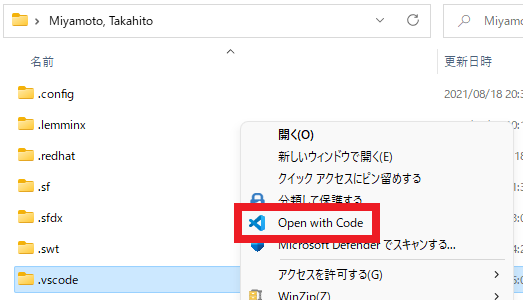 Miyamoto, Takahito
Miyamo
名前
更新日時
.config
2021/08/18 20:3
.lemminx
.redhat
.sf
.sfdx
.swt
.vscode
開く(O)
新しいウィンドウで開く(E)
クイック アクセスにピン留めする
分類して保護する
Open with Code
Microsoft Defender でスキャンする...
アクセスを許可する(G)
WinZip(Z)